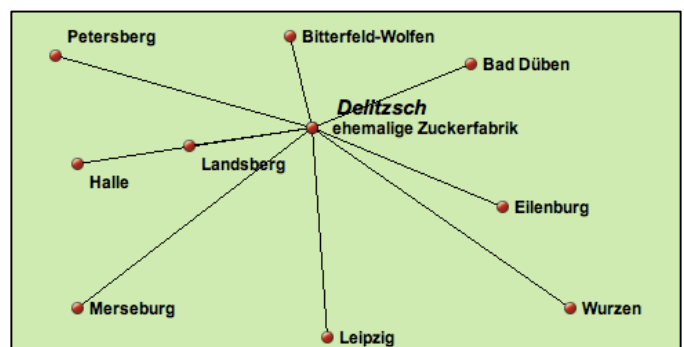 Petersberg
Bitterfeld-Wolfen
Bad Düben
Delitzsch
ehemalige Zuckerfabrik
Landsberg
Halle
Eilenburg
Merseburg
Wurzen
Leipzig